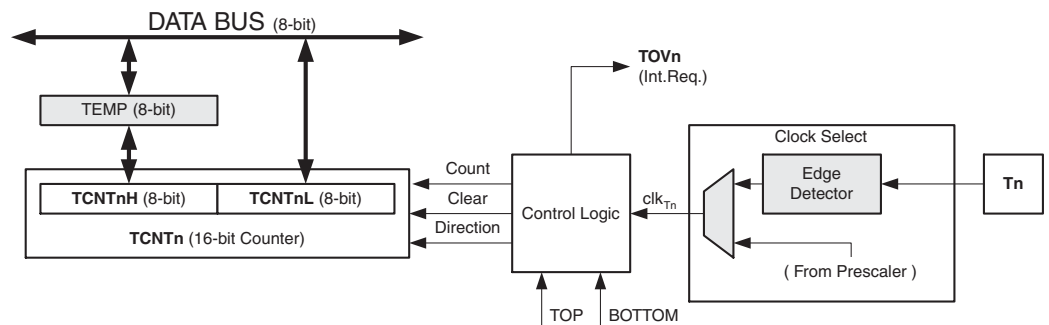 DATA BUS (8-bit)
TOVn
(Int.Req.)
TEMP (8-bit)
Clock Select
Count
Edge
Detector
Tn
TCNTnH (8-bit)
TCNTnL (8-bit)
Clear
Control Logic
clkTn
TCNTn (16-bit Counter)
Direction
( From Prescaler )
TOP
BOTTOM